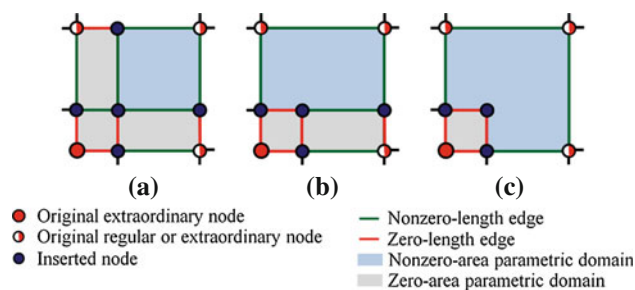 (a) (b) (c)
Original extraordinary node
Original regular or extraordinary node
Inserted node
Nonzero-length edge
Zero-length edge
Nonzero-area parametric domain
Zero-area parametric domain